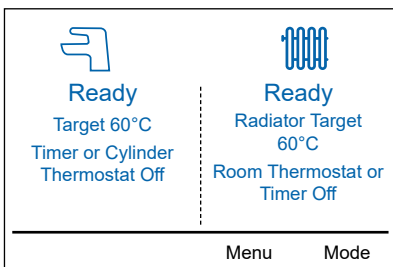 Ready
Target 60°C
Timer or Cylinder
Thermostat Off
Ready
Radiator Target
60°C
Room Thermostat or
Timer Off
Menu
Mode